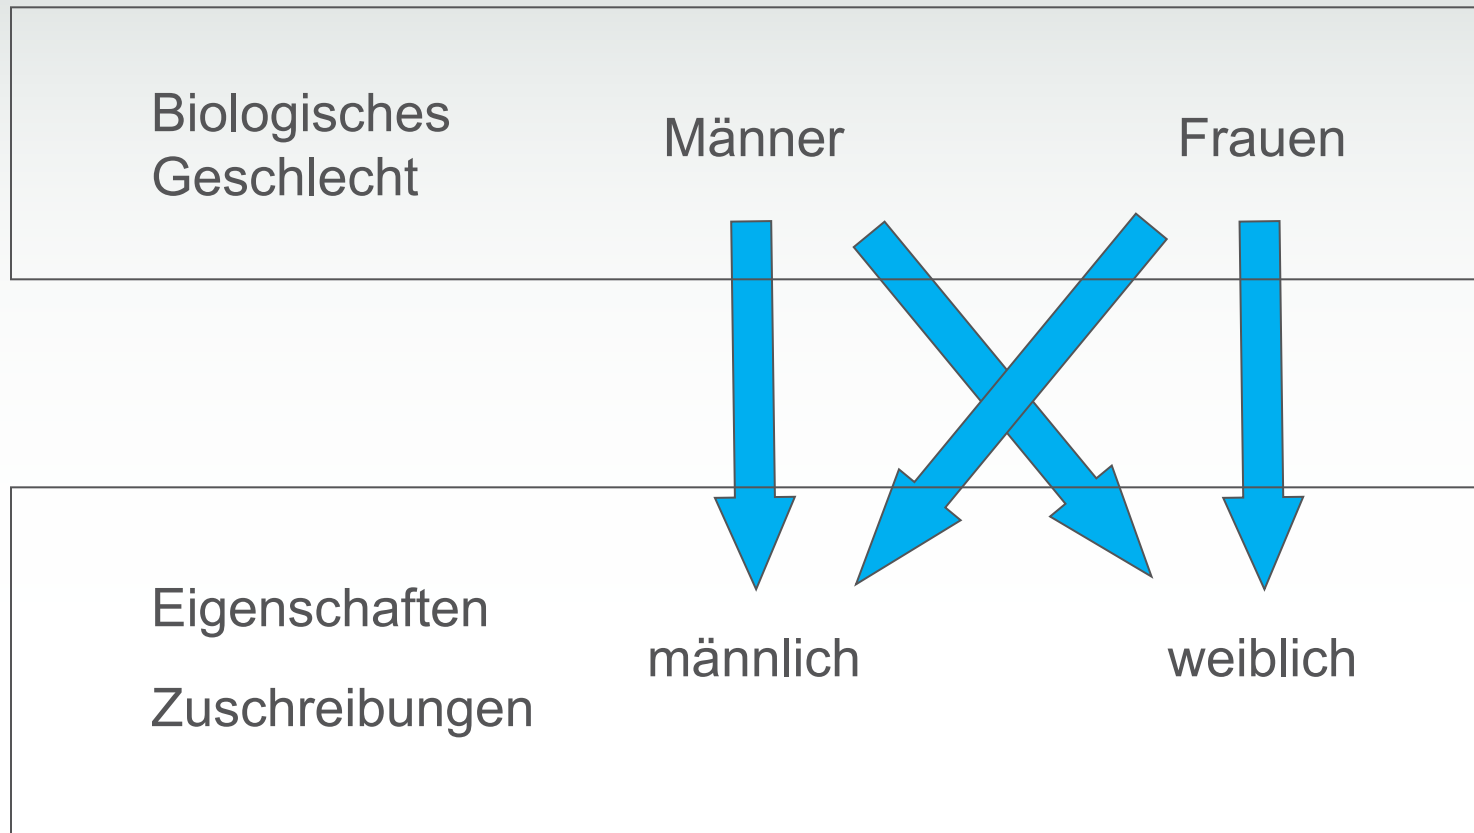 Biologisches
Geschlecht
Männer
Frauen
Eigenschaften
Zuschreibungen
männlich
weiblich